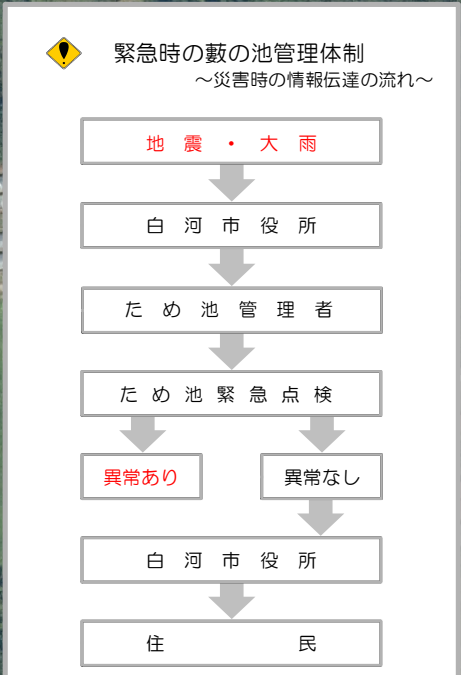 緊急時の藪の池管理体制
～災害時の情報伝達の流れ～
地震・大雨
白河市役所
ため池管理者
ため池緊急点検
異常あり
異常なし
白河市役所
住民